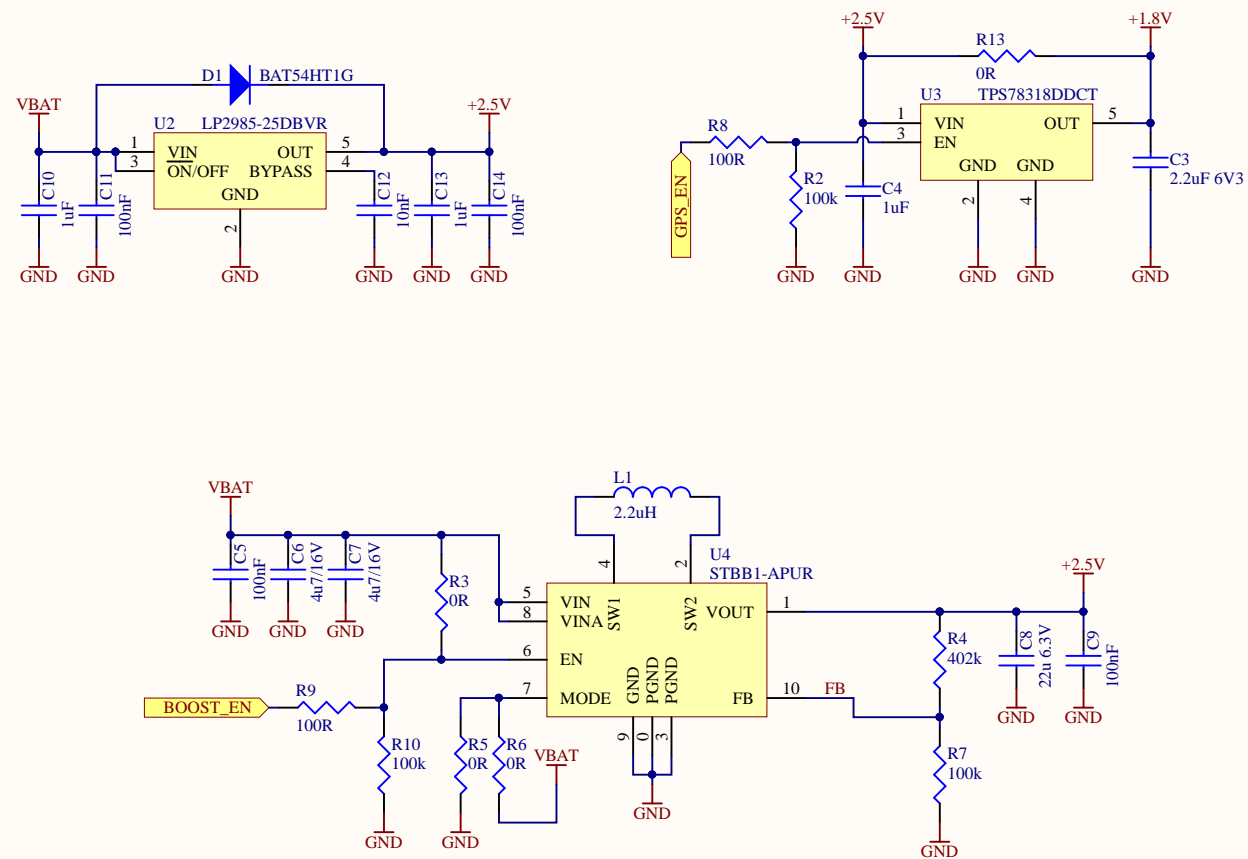 VBAT
D1
BAT54HT1G
+2.5V
U2
LP2985-25DBVR
1
VIN
OUT
5
3
ON/OFF
BYPASS
4
GND
2
C10
1uF
C11
100nF
C12
10nF
C13
1uF
C14
100nF
GND
GND
GND
GND
GND
GND
+2.5V
+1.8V
R13
0R
U3
TPS78318DDCT
R8
100R
1
VIN
OUT
5
3
EN
GND
GND
2
4
GPS_EN
R2
100k
C4
1uF
C3
2.2uF 6V3
GND
GND
GND
GND
GND
VBAT
L1
2.2uH
C5
100nF
C6
4u7/16V
C7
4u7/16V
GND
GND
GND
R3
0R
4
2
U4
STBB1-APUR
5
VIN
8
VINA
SW1
SW2
VOUT
1
6
EN
7
MODE
GND
PGND
PGND
FB
10
FB
9
0
3
GND
+2.5V
R4
402k
C8
22u 6.3V
C9
100nF
GND
GND
BOOST_EN
R9
100R
R10
100k
R5
0R
R6
0R
VBAT
R7
100k
GND
GND
GND